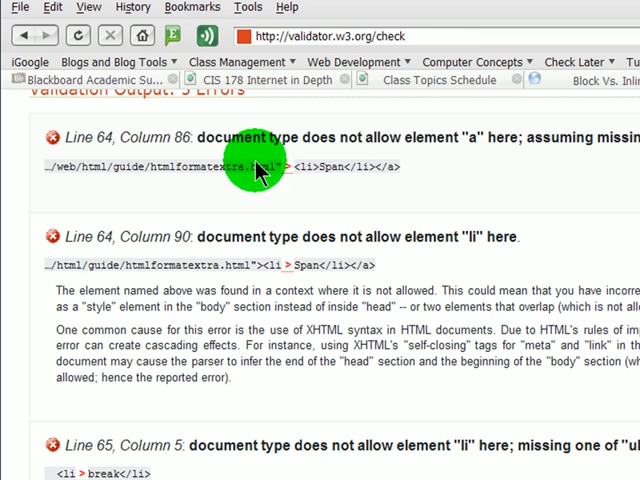 File Edit View History Bookmarks Tools Help
http://validator.w3.org/check
iGoogle Blogs and Blog Tools Class Management Web Development Computer Concepts Check Later Tu
Blackboard Academic Su... CIS 178 Internet in Depth Class Topics Schedule Block Vs. Inli
Validation Output: 5 Errors
Line 64, Column 86: document type does not allow element "a" here; assuming missin
…/web/html/guide/htmlformatextra.html"><li>Span</li></a>
Line 64, Column 90: document type does not allow element "li" here.
…/html/guide/htmlformatextra.html"><li>Span</li></a>
The element named above was found in a context where it is not allowed. This could mean that you have incorre
as a "style" element in the "body" section instead of inside "head" -- or two elements that overlap (which is not all
One common cause for this error is the use of XHTML syntax in HTML documents. Due to HTML's rules of im
error can create cascading effects. For instance, using XHTML's "self-closing" tags for "meta" and "link" in th
document may cause the parser to infer the end of the "head" section and the beginning of the "body" section (wh
allowed; hence the reported error).
Line 65, Column 5: document type does not allow element "li" here; missing one of "ul
<li>break</li>